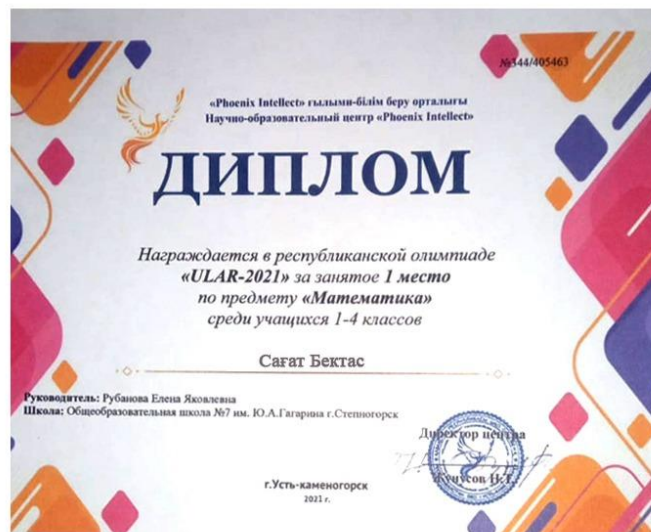 №344/405463
«Phoenix Intellect» ғылыми-білім беру орталығы
Научно-образовательный центр «Phoenix Intellect»
ДИПЛОМ
Награждается в республиканской олимпиаде
«ULAR-2021» за занятое 1 место
по предмету «Математика»
среди учащихся 1-4 классов
Сағат Бектас
Руководитель: Рубанова Елена Яковлевна
Школа: Общеобразовательная школа №7 им. Ю.А.Гагарина г.Степногорск
Директор центра
Жунусов Н.Т.
г.Усть-каменогорск
2021 г.